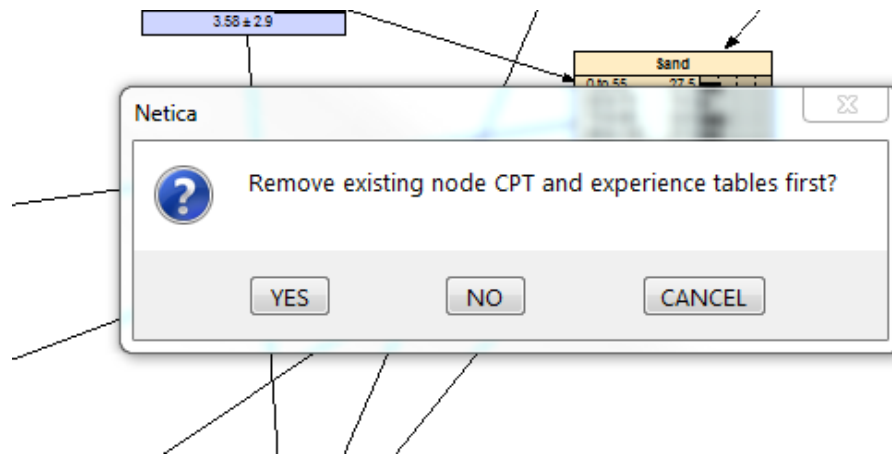 3.58 ± 2.9
Sand
0 to 55 27.5
Netica
Remove existing node CPT and experience tables first?
YES
NO
CANCEL